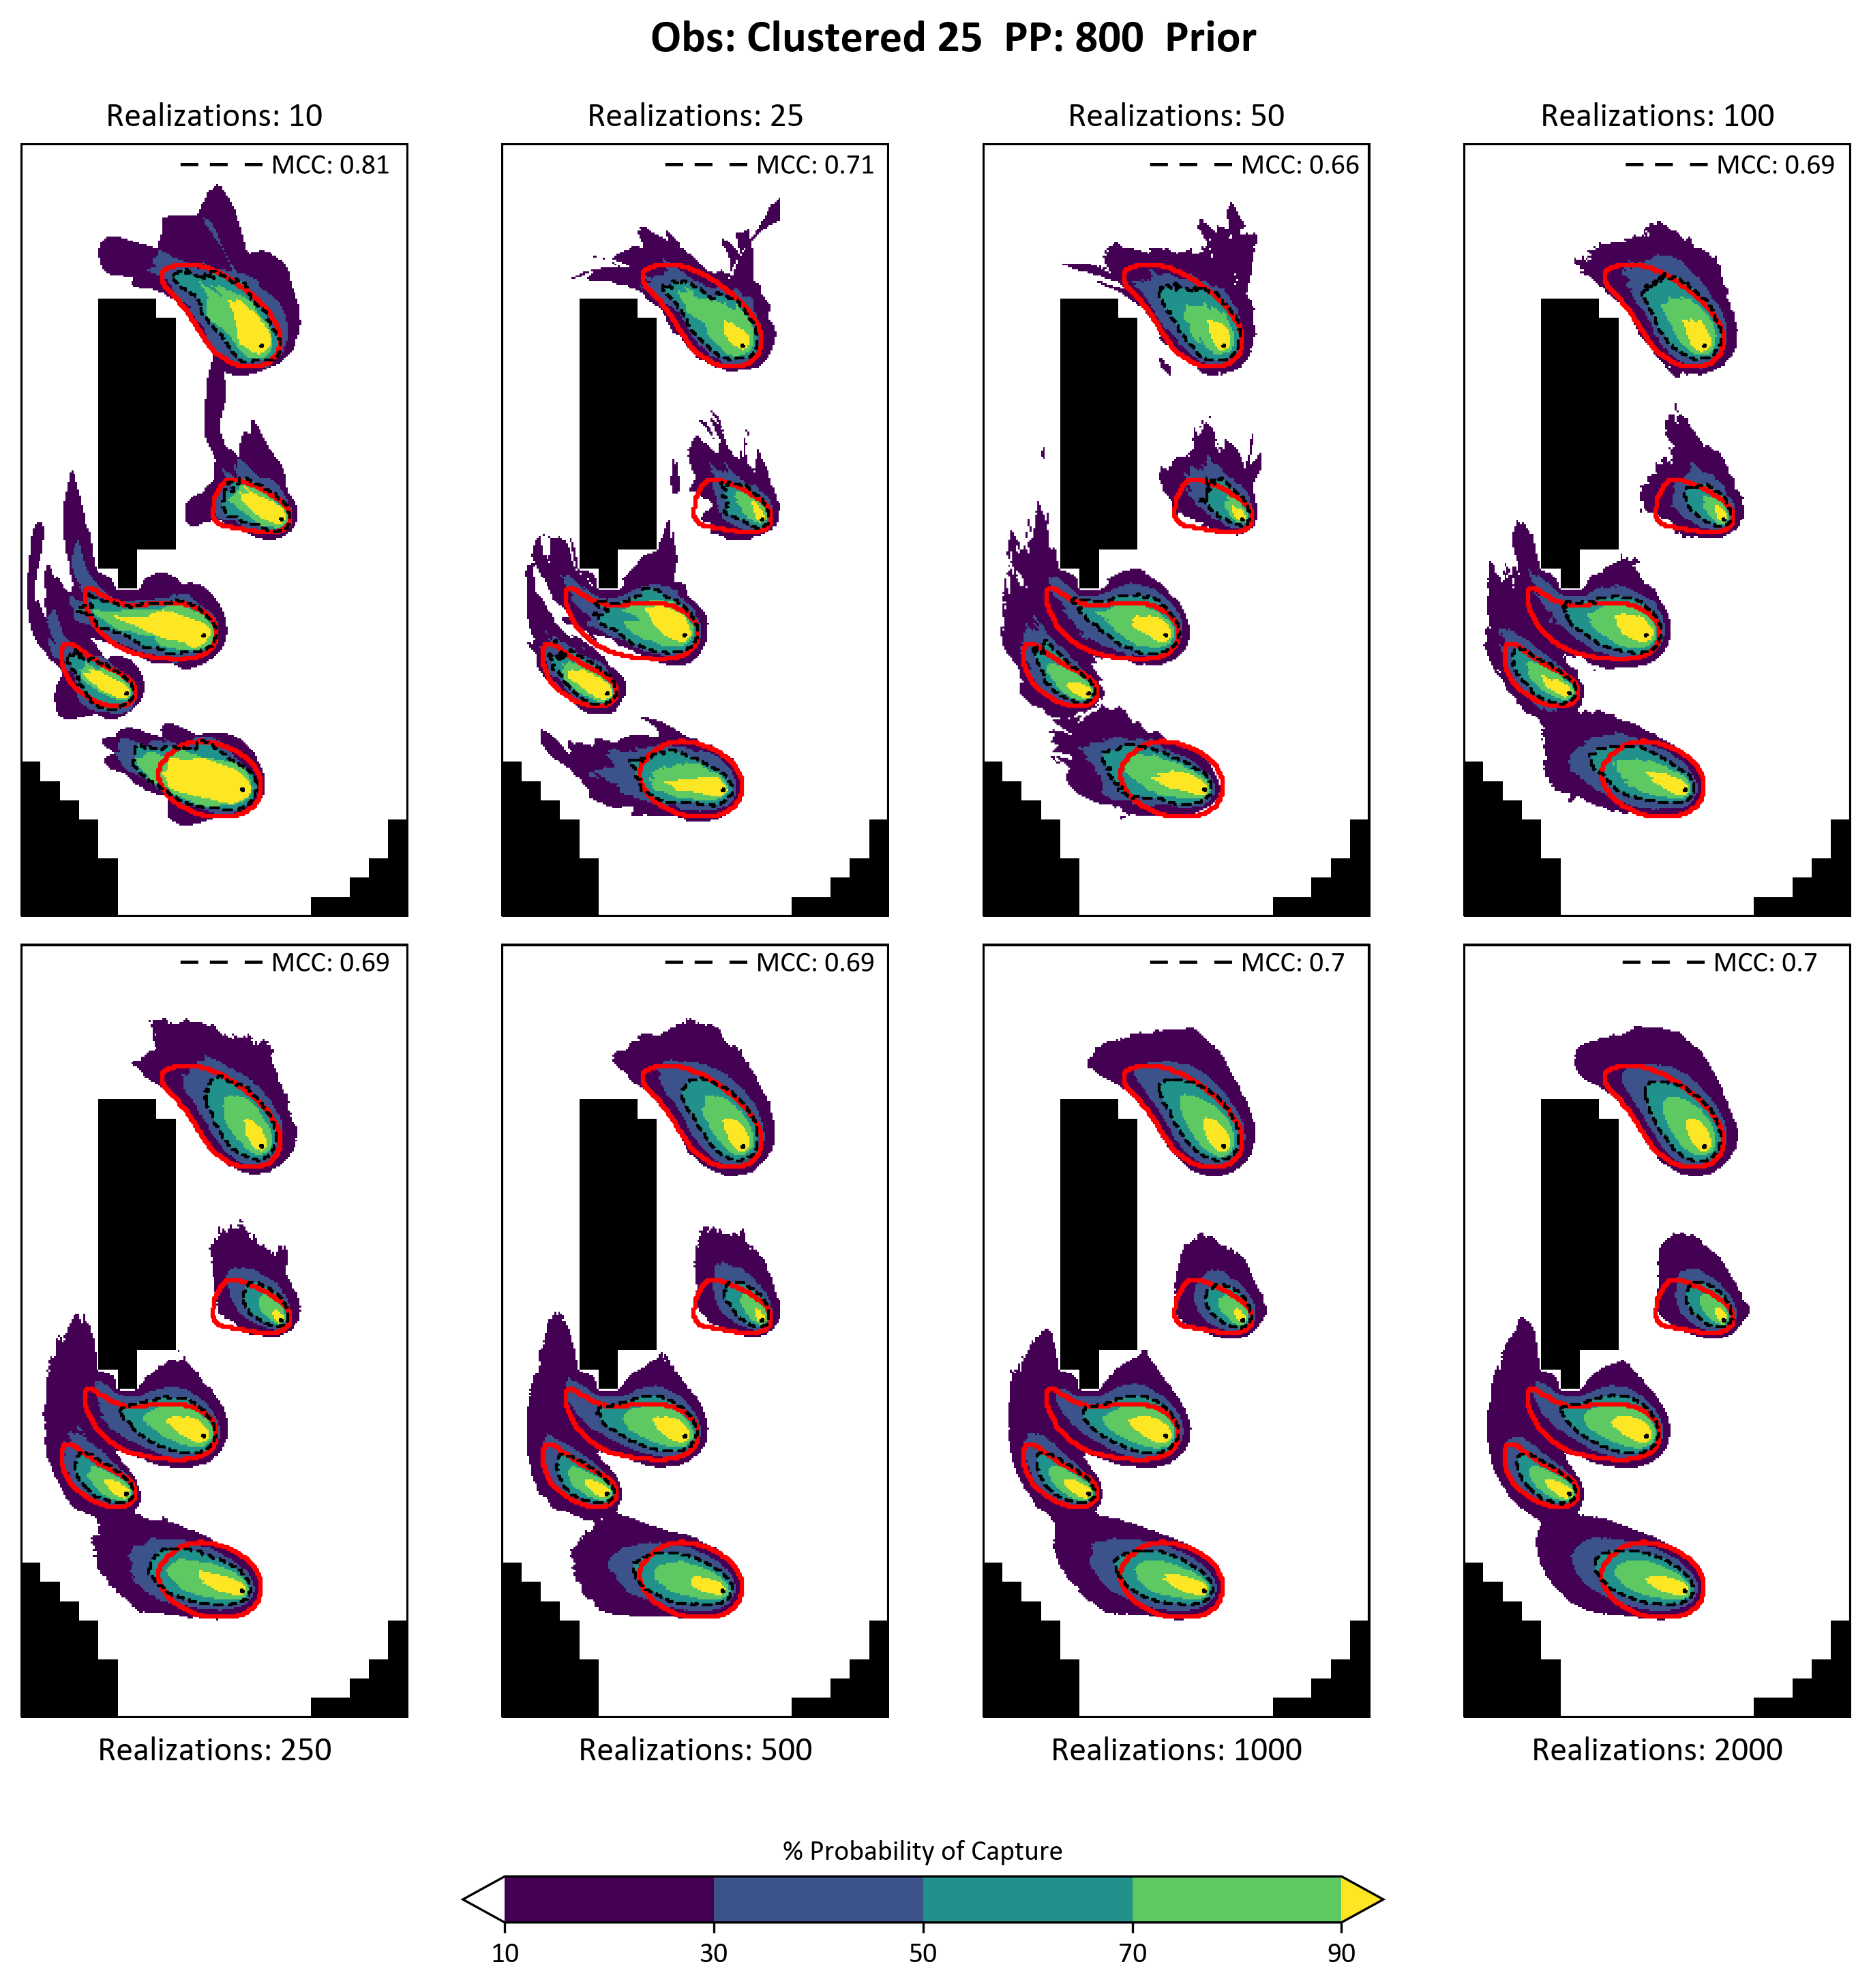 Obs: Clustered 25  PP: 800  Prior
Realizations: 10
Realizations: 25
Realizations: 50
Realizations: 100
MCC: 0.81
MCC: 0.71
MCC: 0.66
MCC: 0.69
MCC: 0.69
MCC: 0.69
MCC: 0.7
MCC: 0.7
Realizations: 250
Realizations: 500
Realizations: 1000
Realizations: 2000
% Probability of Capture
10 30 50 70 90